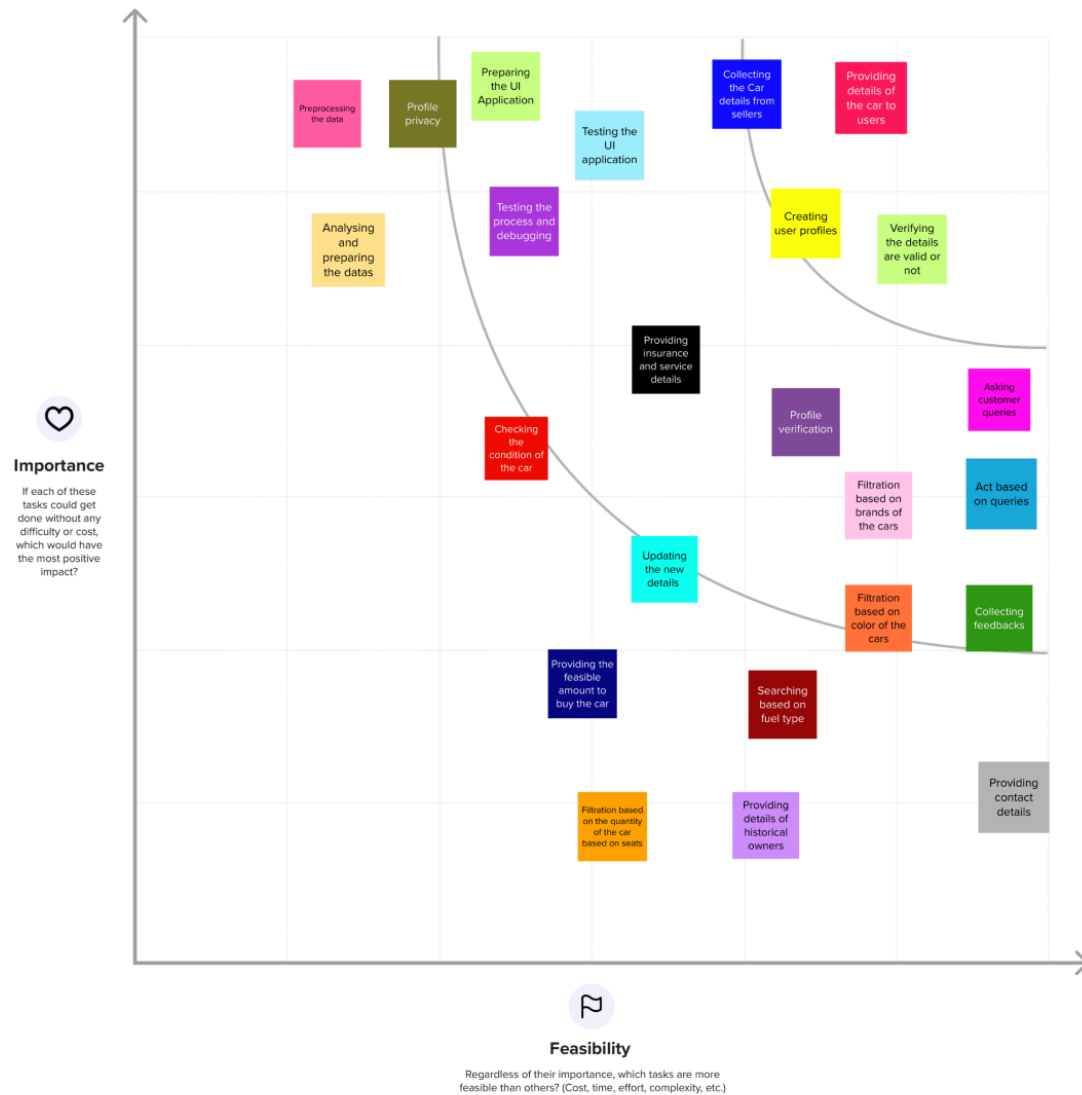 Preparing
the UI
Application
Collecting
the Car
details from
sellers
Providing
details of
the car to
users
Preprocessing
the data
Profile
privacy
Testing the
UI
application
Testing the
process and
debugging
Creating
user profiles
Analysing
and
preparing
the datas
Verifying
the details
are valid or
not
Providing
insurance
and service
details
Asking
customer
queries
Profile
verification
Checking
the
condition of
the car
Importance
If each of these
tasks could get
done without any
difficulty or cost,
which would have
the most positive
impact?
Filtration
based on
brands of
the cars
Act based
on queries
Updating
the new
details
Filtration
based on
color of the
cars
Collecting
feedbacks
Providing the
feasible
amount to
buy the car
Searching
based on
fuel type
Providing
contact
details
Filtration based
on the quantity
of the car
based on seats
Providing
details of
historical
owners
Feasibility
Regardless of their importance, which tasks are more
feasible than others? (Cost, time, effort, complexity, etc.)